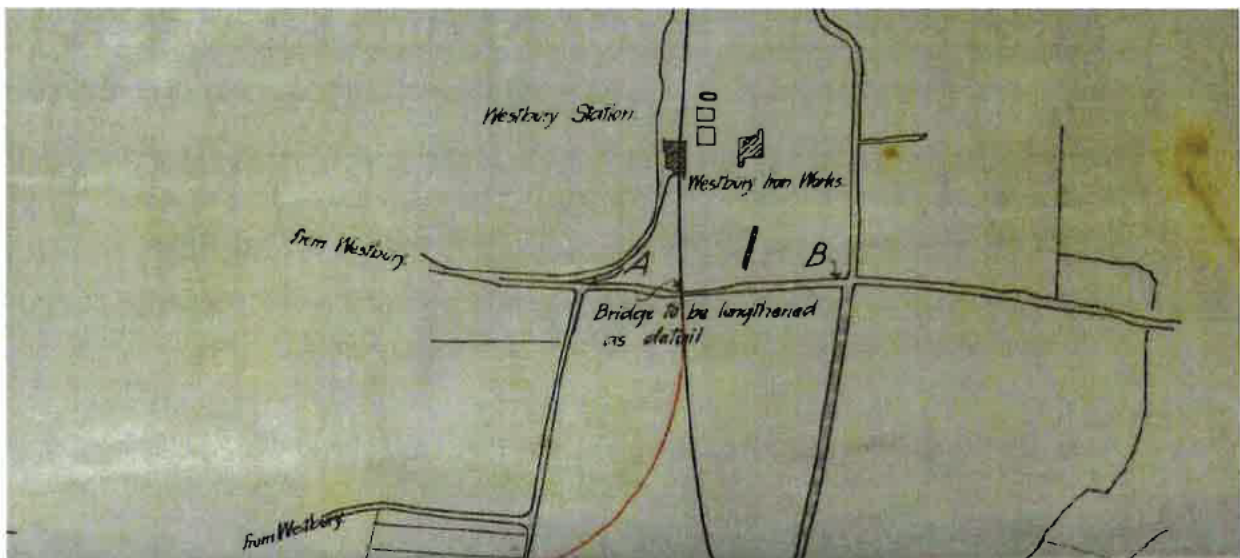 Westbury Station
Westbury Iron Works
from Westbury
A
B
Bridge to be lengthened
as detail
from Westbury